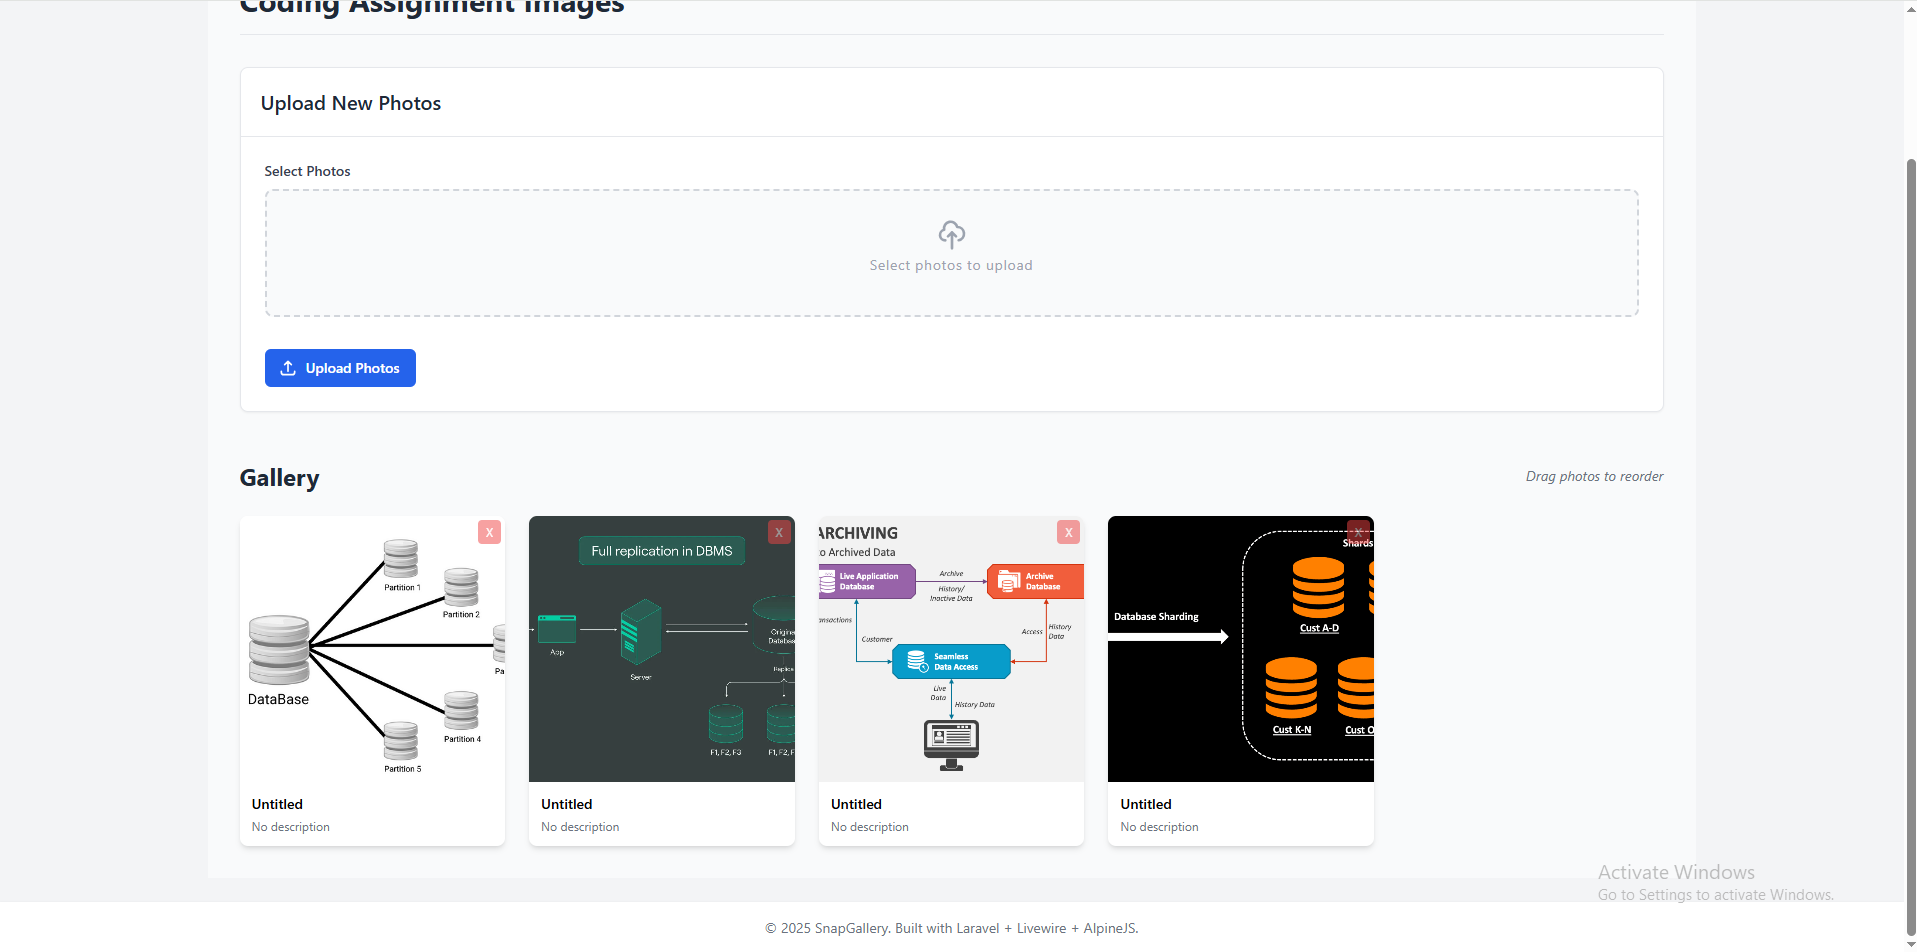 Coding Assignment Images
Upload New Photos
Select Photos
Select photos to upload
Upload Photos
Gallery
Drag photos to reorder
X
Partition 1
Partition 2
Pa
DataBase
Partition 4
Partition 5
Untitled
No description
X
Full replication in DBMS
App
Server
Origina
Databas
Replica
F1, F2, F3
F1, F2, F
Untitled
No description
X
ARCHIVING
to Archived Data
Live Application
Database
Archive
History/
Inactive Data
Archive
Database
ansactions
Customer
Access
History
Data
Seamless
Data Access
Live
Data
History Data
Untitled
No description
X
Shards
Database Sharding
Cust A-D
Cust K-N
Cust O
Untitled
No description
Activate Windows
Go to Settings to activate Windows.
© 2025 SnapGallery. Built with Laravel + Livewire + AlpineJS.